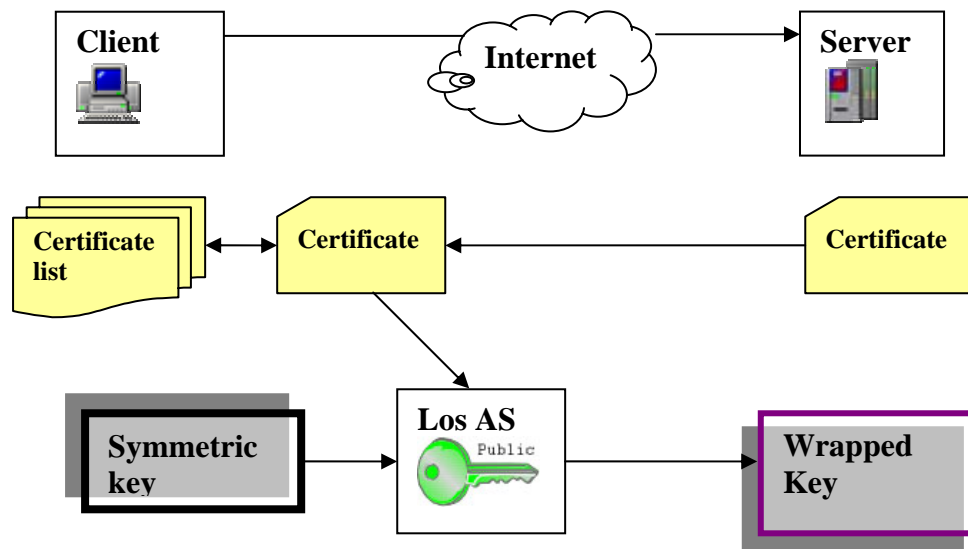 Client
Internet
Server
Certificate
list
Certificate
Certificate
Symmetric
key
Los AS
Public
Wrapped
Key